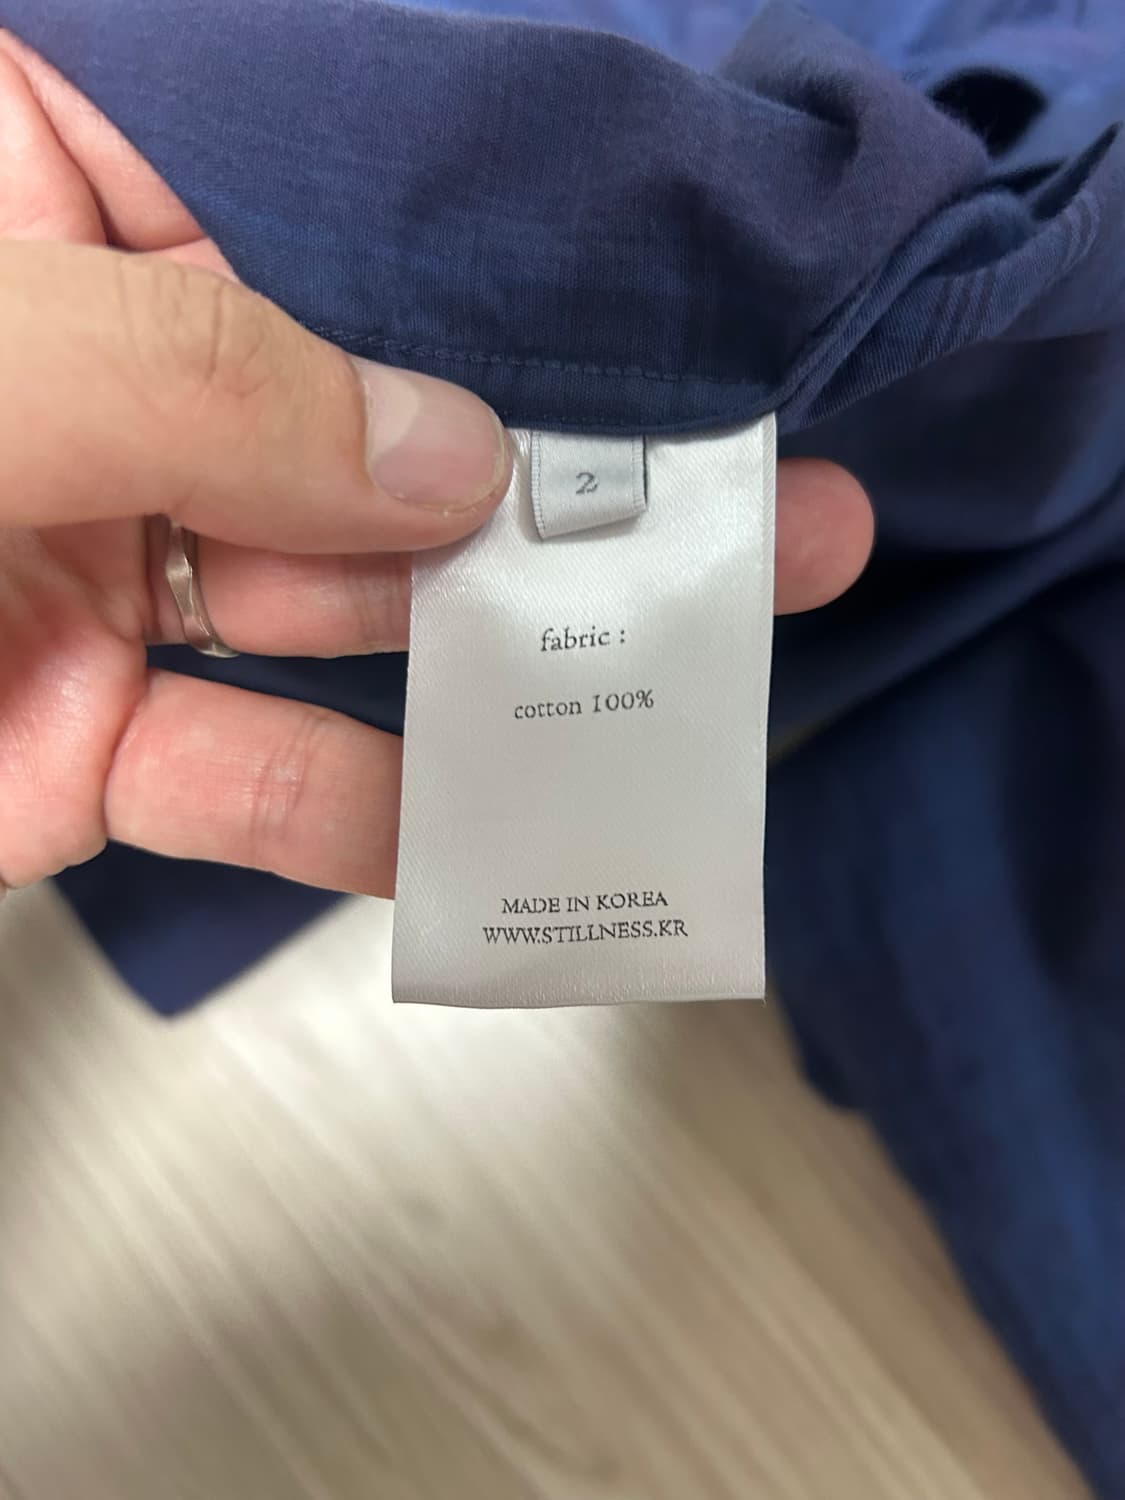 2
fabric :
cotton 100%
MADE IN KOREA
WWW.STILLNESS.KR